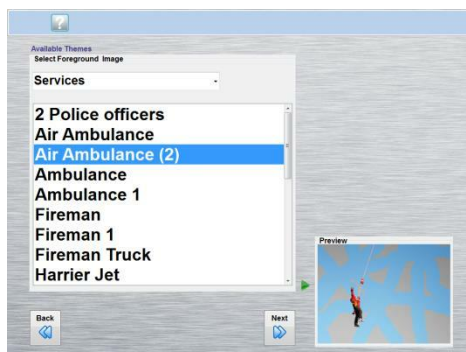 ?
Available Themes
Select Foreground Image
Services
2 Police officers
Air Ambulance
Air Ambulance (2)
Ambulance
Ambulance 1
Fireman
Fireman 1
Fireman Truck
Harrier Jet
Preview
Back
Next